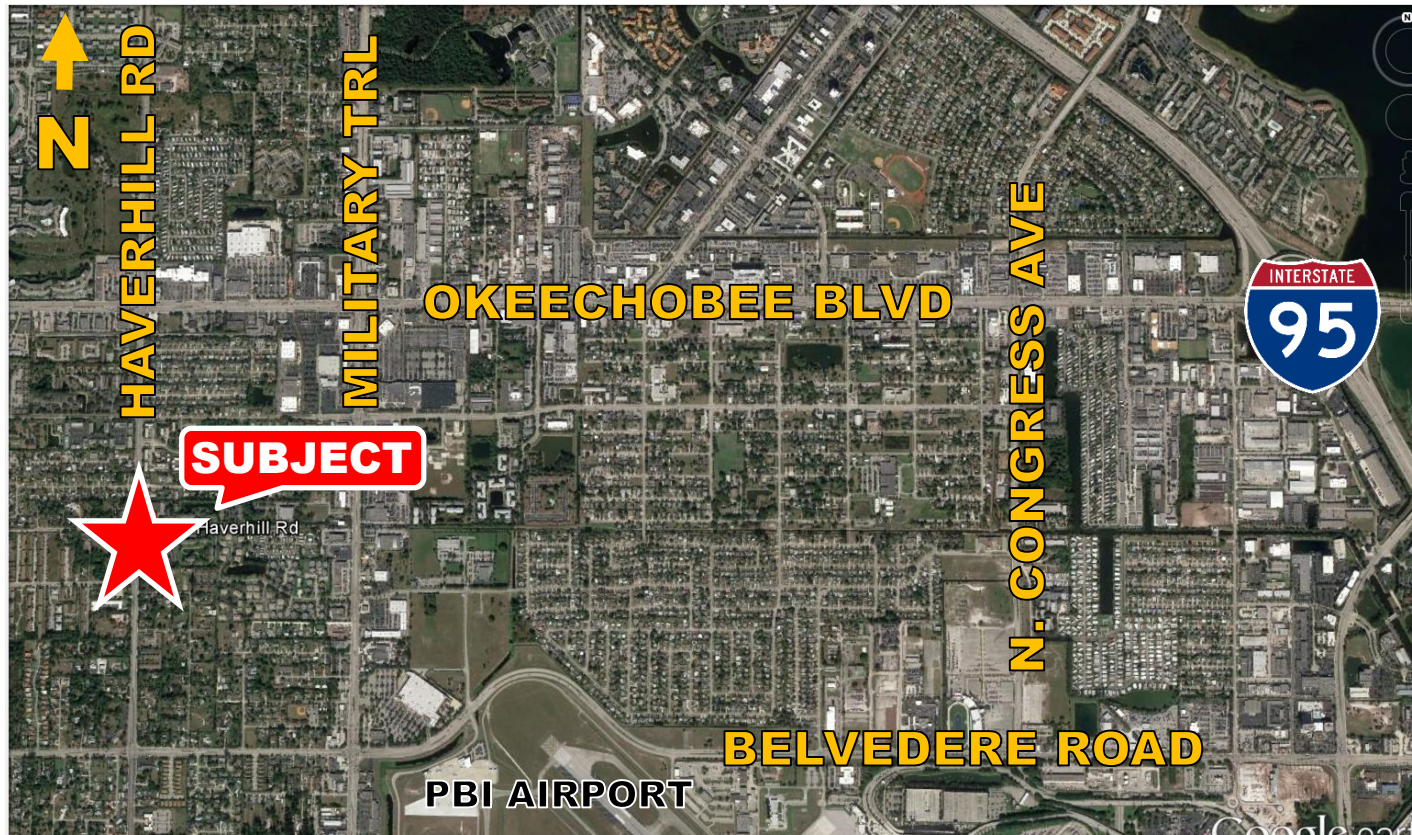 N
HAVERHILL RD
MILITARY TRL
OKEECHOBEE BLVD
N. CONGRESS AVE
INTERSTATE
95
SUBJECT
Haverhill Rd
BELVEDERE ROAD
PBI AIRPORT
N